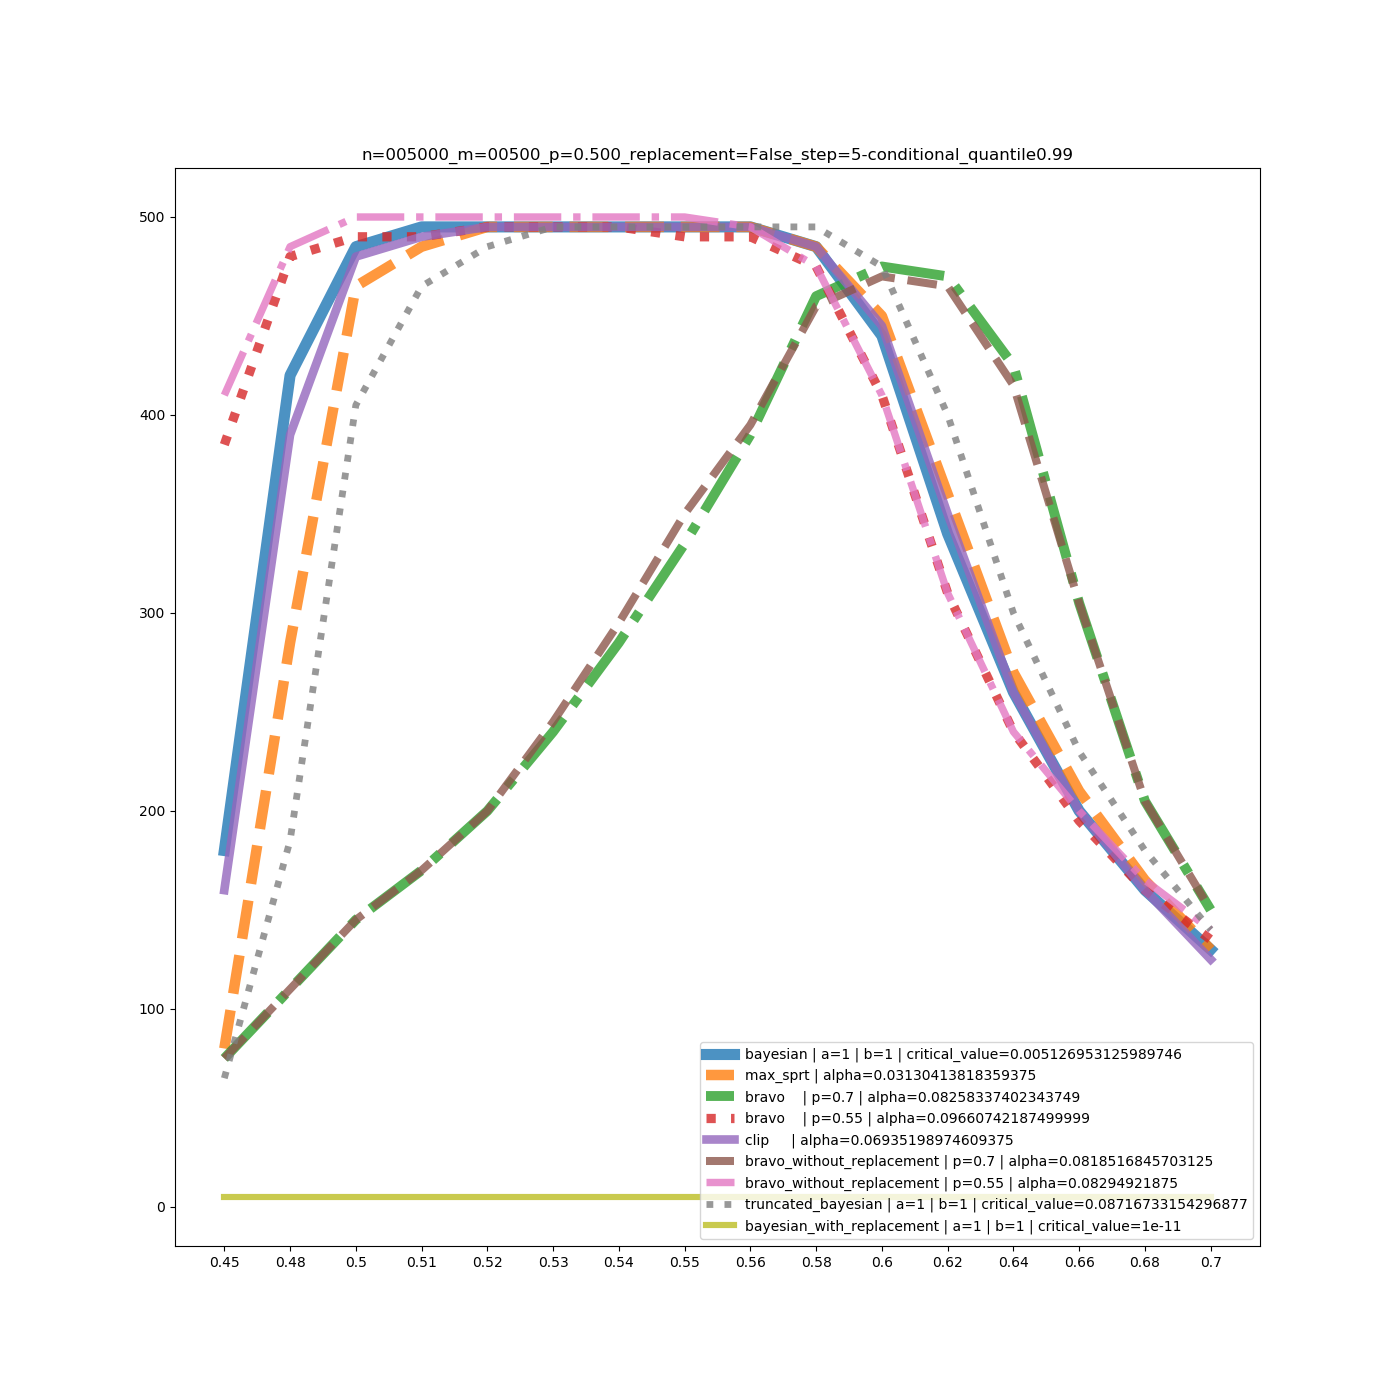 n=005000_m=00500_p=0.500_replacement=False_step=5-conditional_quantile0.99
500
400
300
200
100
0
bayesian | a=1 | b=1 | critical_value=0.005126953125989746
max_sprt | alpha=0.03130413818359375
bravo | p=0.7 | alpha=0.08258337402343749
bravo | p=0.55 | alpha=0.09660742187499999
clip | alpha=0.06935198974609375
bravo_without_replacement | p=0.7 | alpha=0.0818516845703125
bravo_without_replacement | p=0.55 | alpha=0.08294921875
truncated_bayesian | a=1 | b=1 | critical_value=0.08716733154296877
bayesian_with_replacement | a=1 | b=1 | critical_value=1e-11
0.45 0.48 0.5 0.51 0.52 0.53 0.54 0.55 0.56 0.58 0.6 0.62 0.64 0.66 0.68 0.7